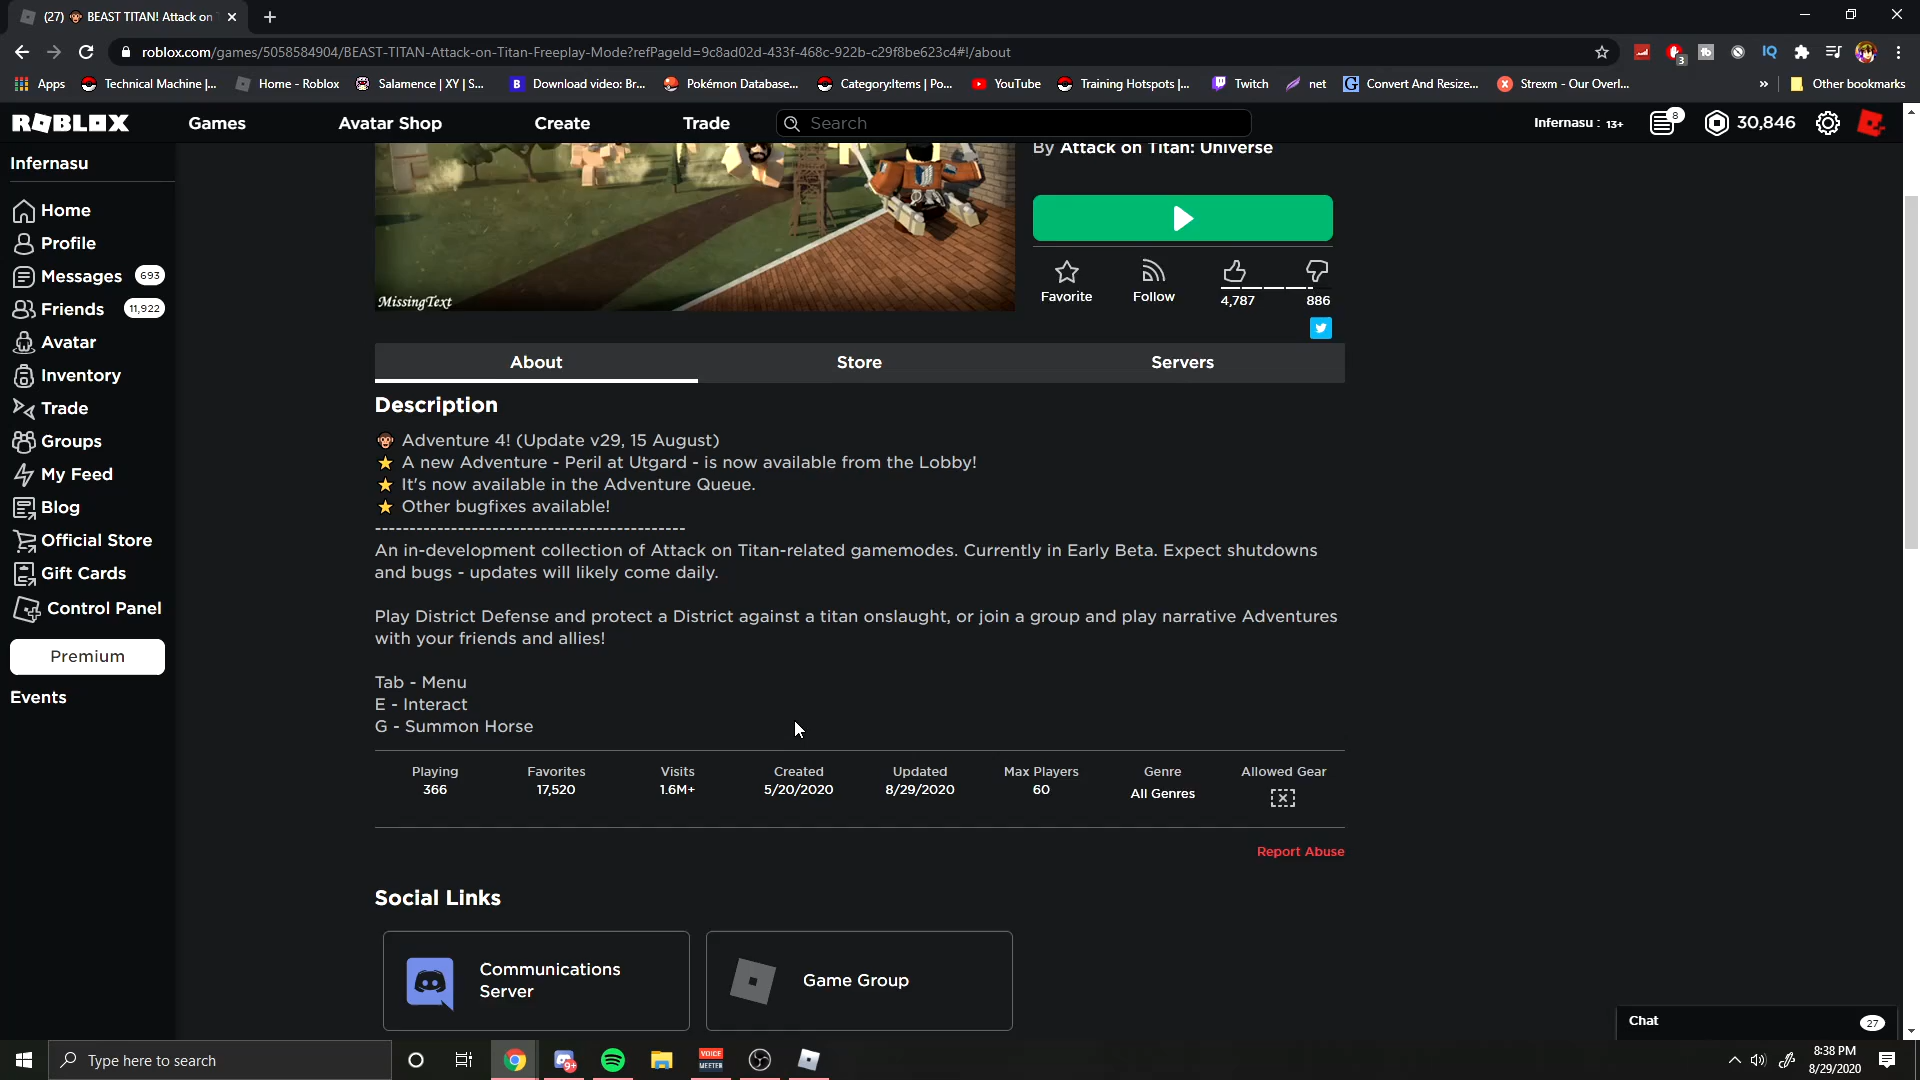 (27) 🐵 BEAST TITAN! Attack on
roblox.com/games/5058584904/BEAST-TITAN-Attack-on-Titan-Freeplay-Mode?refPageId=9c8ad02d-433f-468c-922b-c29f8be623c4#!/about
3
IQ
Apps
Technical Machine |...
Home - Roblox
Salamence | XY | S...
Download video: Br...
Pokémon Database...
Category:Items | Po...
YouTube
Training Hotspots |...
Twitch
net
Convert And Resize...
Strexm - Our Overl...
»
Other bookmarks
ROBLOX
Games
Avatar Shop
Create
Trade
Search
Infernasu : 13+
8
30,846
Infernasu
Home
Profile
Messages 693
Friends 11,922
Avatar
Inventory
Trade
Groups
My Feed
Blog
Official Store
Gift Cards
Control Panel
Premium
Events
MissingText
By Attack on Titan: Universe
Favorite
Follow
4,787
886
About
Store
Servers
Description
🐵 Adventure 4! (Update v29, 15 August)
⭐ A new Adventure - Peril at Utgard - is now available from the Lobby!
⭐ It's now available in the Adventure Queue.
⭐ Other bugfixes available!
--------------------------------------------
An in-development collection of Attack on Titan-related gamemodes. Currently in Early Beta. Expect shutdowns
and bugs - updates will likely come daily.
Play District Defense and protect a District against a titan onslaught, or join a group and play narrative Adventures
with your friends and allies!
Tab - Menu
E - Interact
G - Summon Horse
Playing
Favorites
Visits
Created
Updated
Max Players
Genre
Allowed Gear
366
17,520
1.6M+
5/20/2020
8/29/2020
60
All Genres
Report Abuse
Social Links
Communications
Server
Game Group
Chat
27
Type here to search
9+
VOICE
MEETER
8:38 PM
8/29/2020